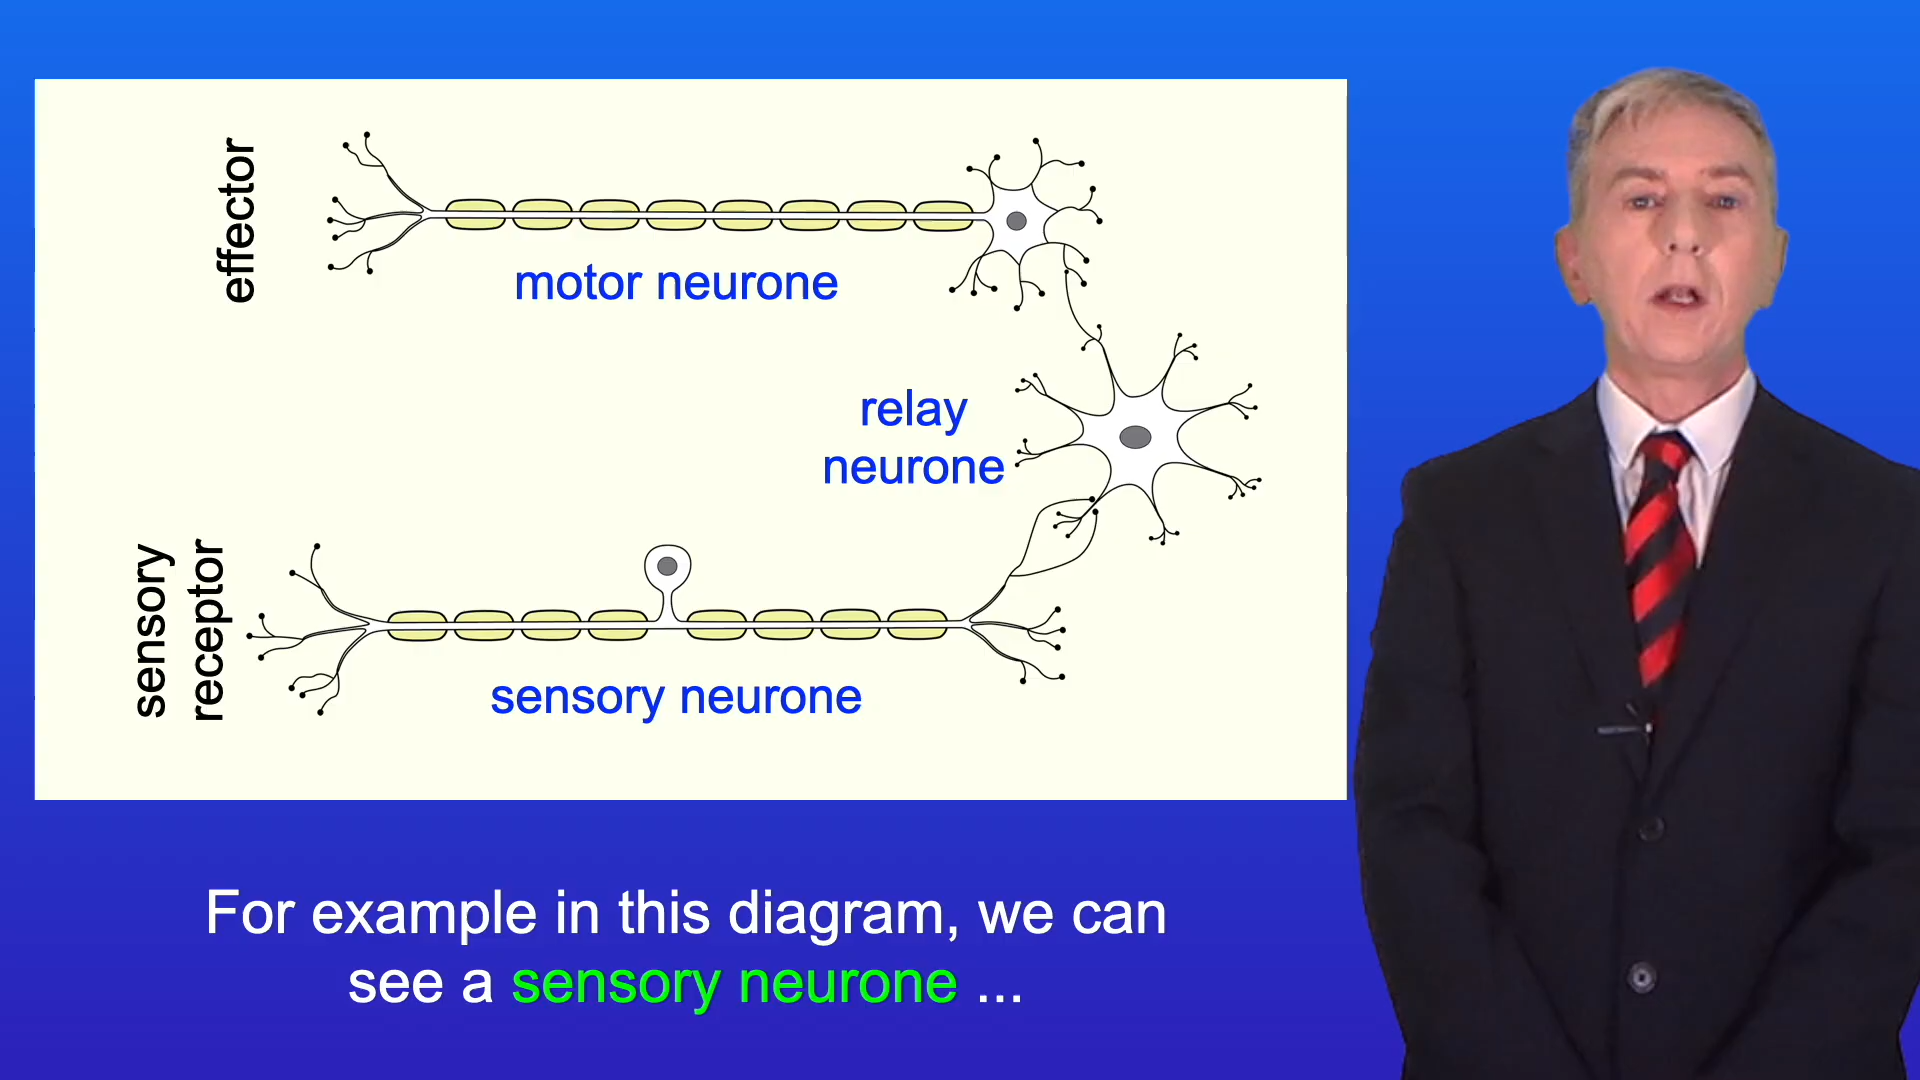 effector
motor neurone
relay
neurone
sensory
receptor
sensory neurone
For example in this diagram, we can
see a sensory neurone ...